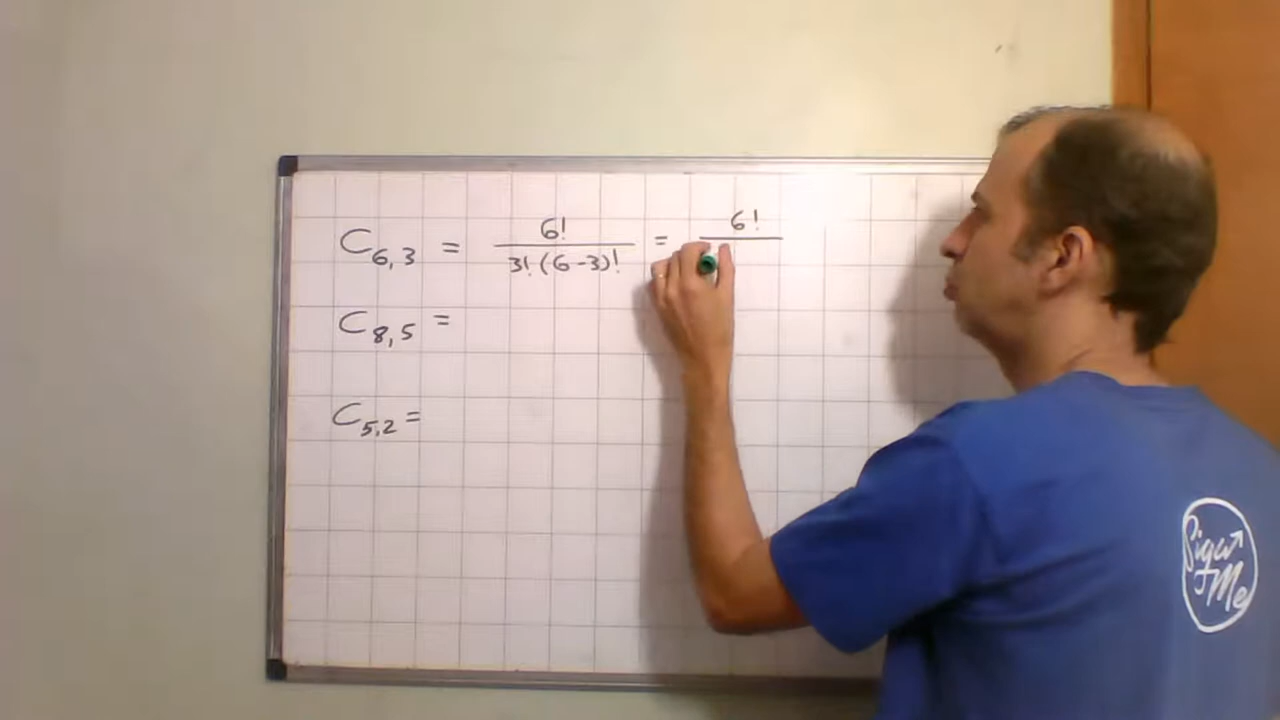 C6,3 = 6! / 3!(6-3)! = 6!
C8,5 =
C5,2 =
Siga
Me